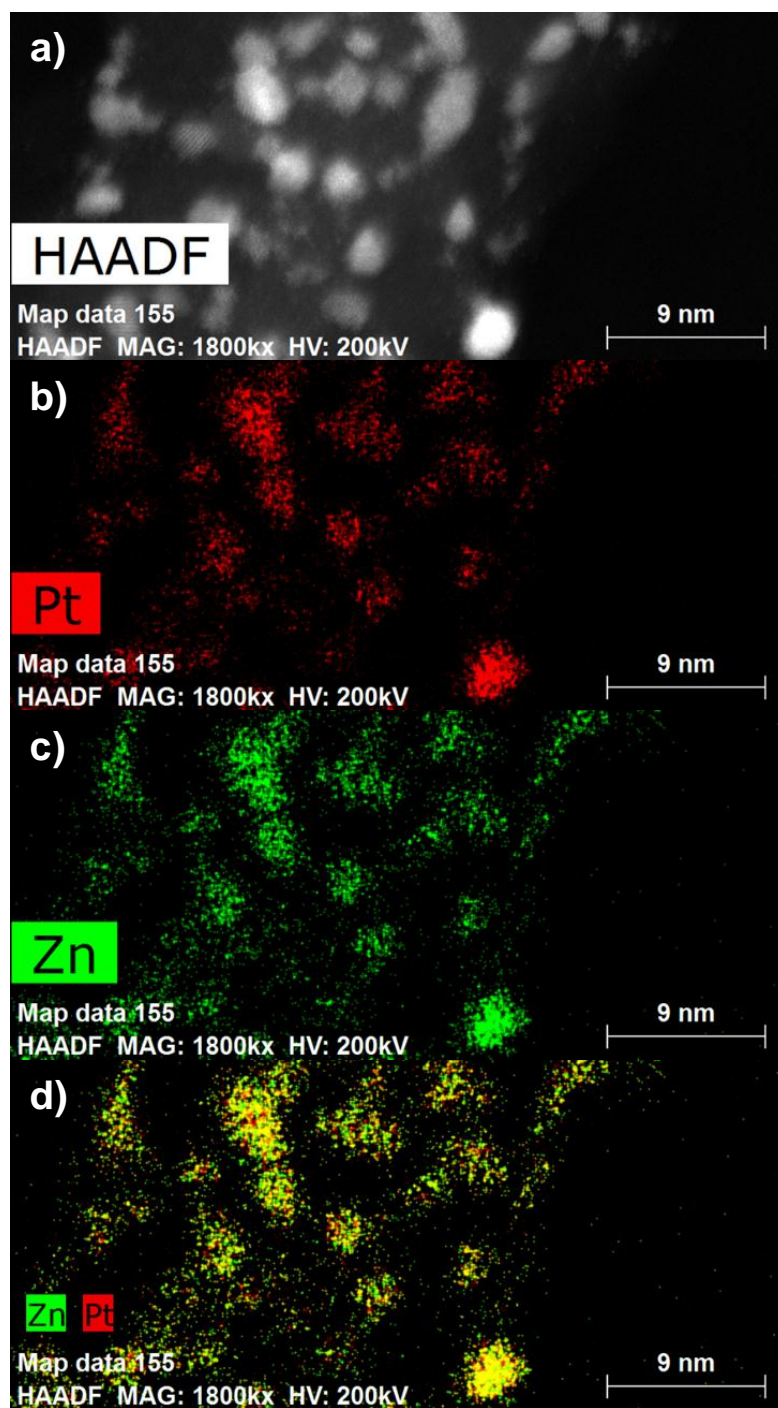 a)
HAADF
Map data 155
HAADF MAG: 1800kx HV: 200kV
9 nm
b)
Pt
Map data 155
HAADF MAG: 1800kx HV: 200kV
9 nm
c)
Zn
Map data 155
HAADF MAG: 1800kx HV: 200kV
9 nm
d)
Zn Pt
Map data 155
HAADF MAG: 1800kx HV: 200kV
9 nm